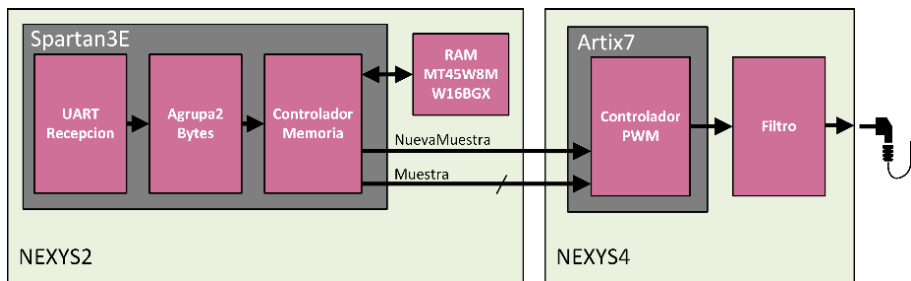 Spartan3E
UART
Recepcion
Agrupa2
Bytes
Controlador
Memoria
RAM
MT45W8M
W16BGX
NuevaMuestra
Muestra
NEXYS2
Artix7
Controlador
PWM
Filtro
NEXYS4